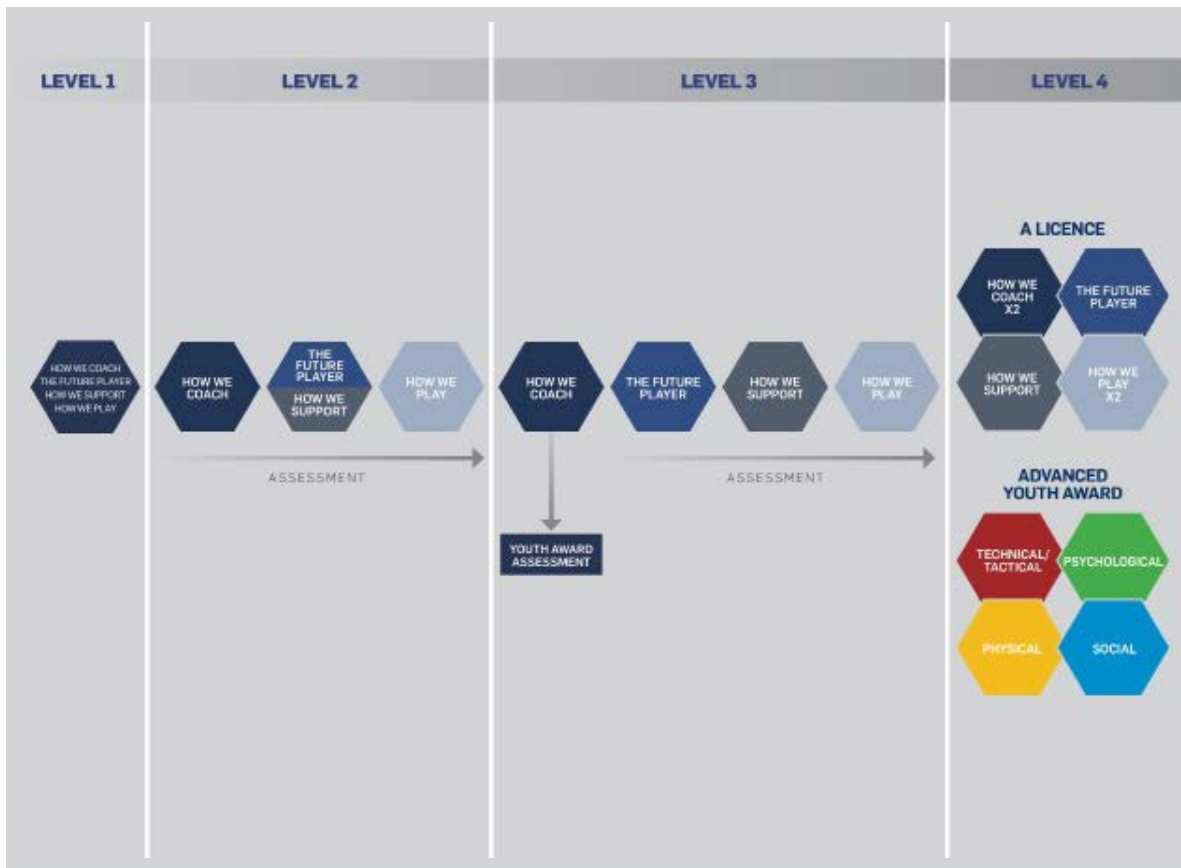 LEVEL 1
LEVEL 2
LEVEL 3
LEVEL 4
HOW WE COACH
THE FUTURE PLAYER
HOW WE SUPPORT
HOW WE PLAY
HOW WE
COACH
THE
FUTURE
PLAYER
HOW WE
SUPPORT
HOW WE
PLAY
ASSESSMENT
HOW WE
COACH
THE FUTURE
PLAYER
HOW WE
SUPPORT
HOW WE
PLAY
ASSESSMENT
YOUTH AWARD
ASSESSMENT
A LICENCE
HOW WE
COACH
X2
THE FUTURE
PLAYER
HOW WE
SUPPORT
HOW WE
PLAY
X2
ADVANCED
YOUTH AWARD
TECHNICAL/
TACTICAL
PSYCHOLOGICAL
PHYSICAL
SOCIAL